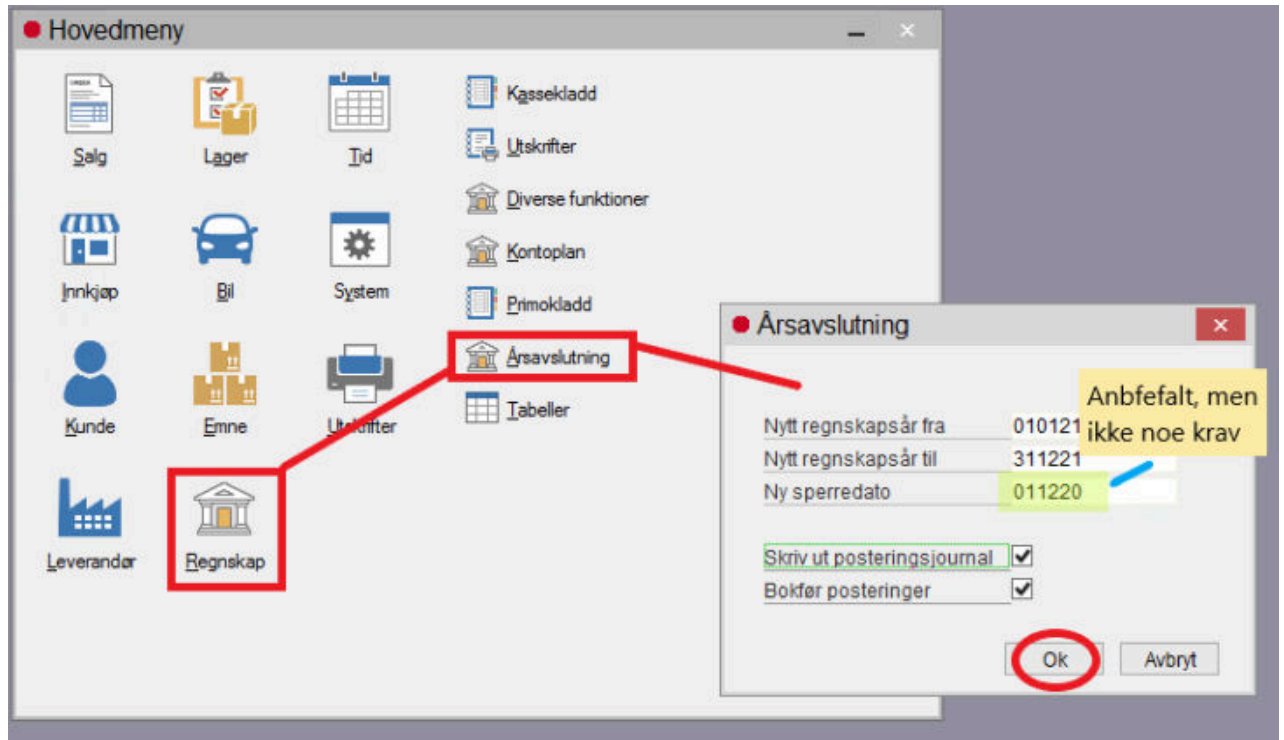 Hovedmeny
Salg
Lager
Tid
Innkjøp
Bil
System
Kunde
Emne
Utskrifter
Leverandør
Regnskap
Kassekladd
Utskrifter
Diverse funktioner
Kontoplan
Primokladd
Årsavslutning
Tabeller
Årsavslutning
Nytt regnskapsår fra 010121
Nytt regnskapsår til 311221
Ny sperredato 011220
Anbfefalt, men
ikke noe krav
Skriv ut posteringsjournal
Bokfør posteringer
Ok Avbryt